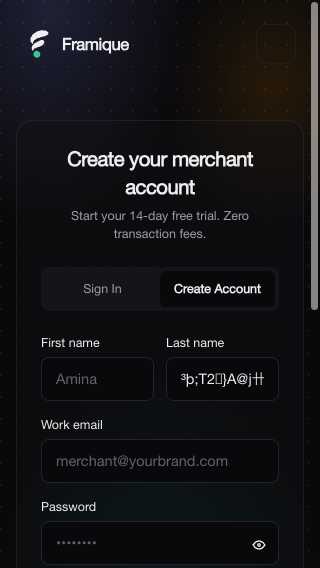 Framique
Create your merchant
account
Start your 14-day free trial. Zero
transaction fees.
Sign In
Create Account
First name
Last name
Amina
Work email
merchant@yourbrand.com
Password
••••••••